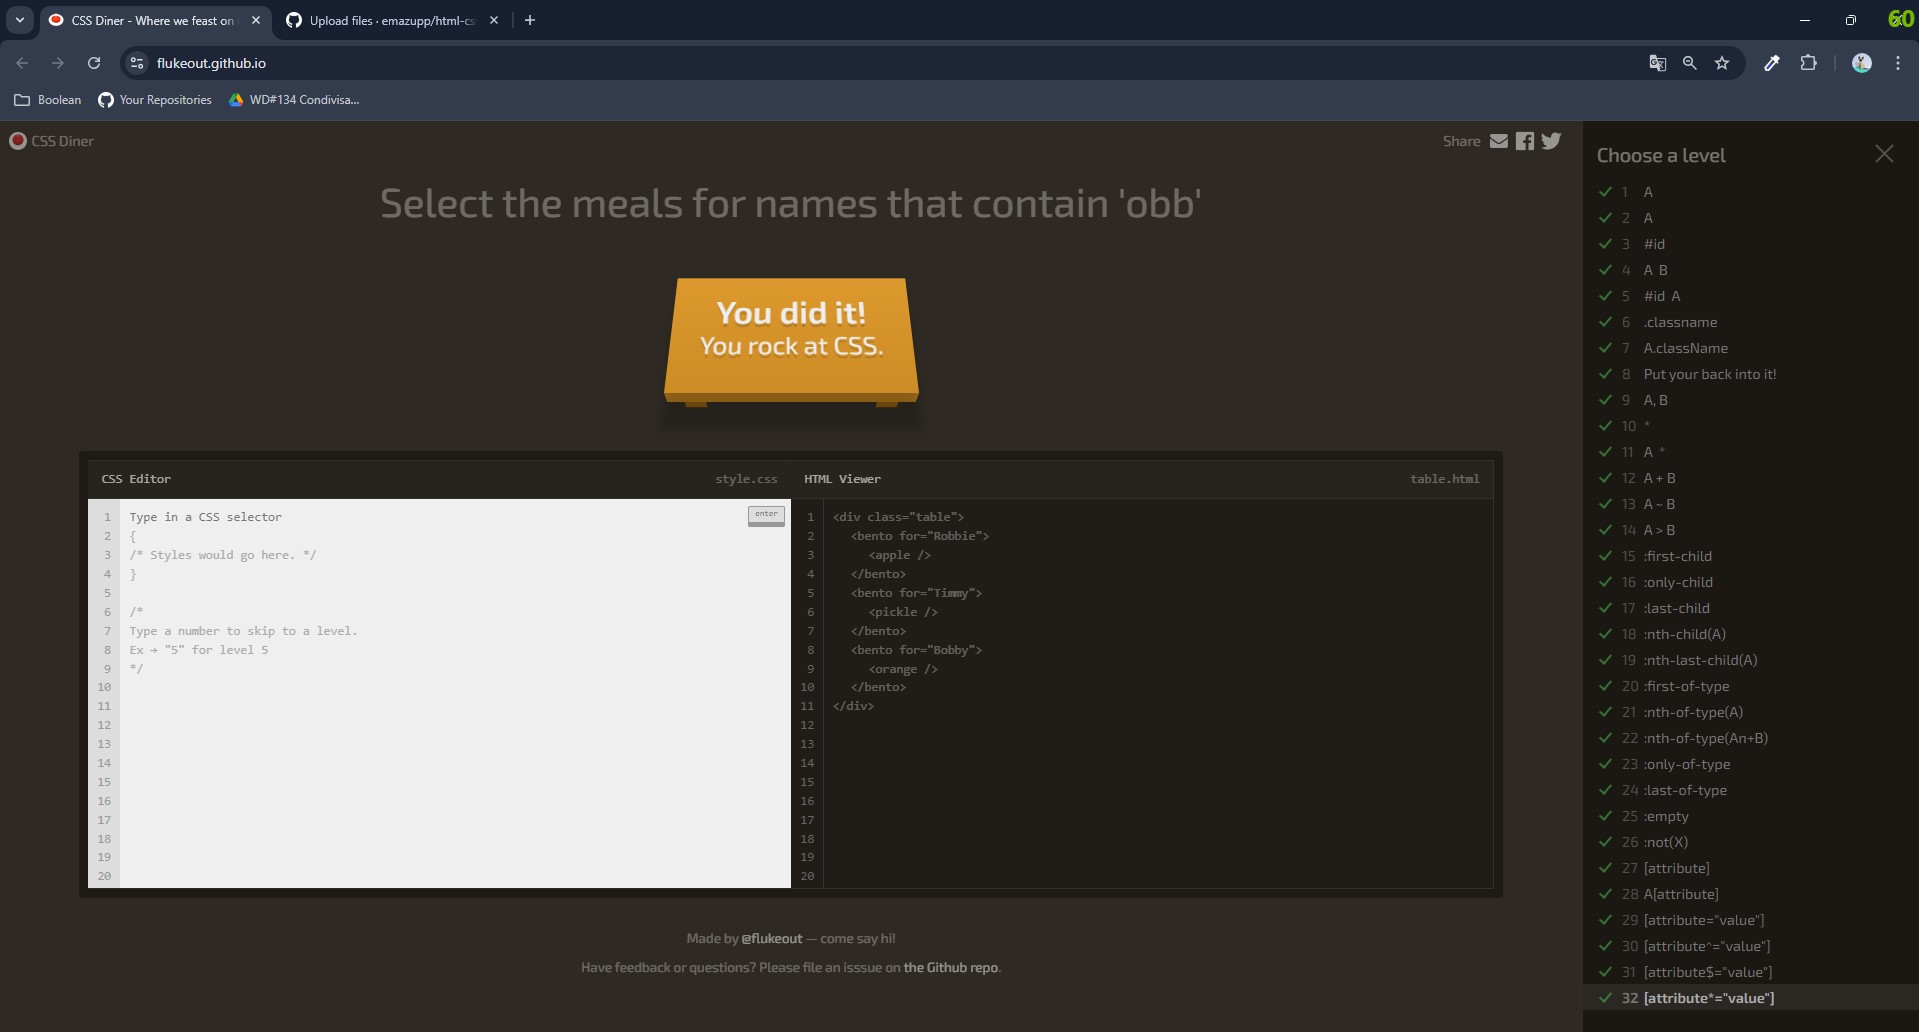 CSS Diner - Where we feast on
Upload files · emazupp/html-cs
60
flukeout.github.io
Boolean
Your Repositories
WD#134 Condivisa...
CSS Diner
Share
Select the meals for names that contain 'obb'
You did it!
You rock at CSS.
CSS Editor
style.css
1 Type in a CSS selector
enter
2 {
3 /* Styles would go here. */
4 }
5
6 /*
7 Type a number to skip to a level.
8 Ex → "5" for level 5
9 */
10
11
12
13
14
15
16
17
18
19
20
HTML Viewer
table.html
1 <div class="table">
2 <bento for="Robbie">
3 <apple />
4 </bento>
5 <bento for="Timmy">
6 <pickle />
7 </bento>
8 <bento for="Bobby">
9 <orange />
10 </bento>
11 </div>
12
13
14
15
16
17
18
19
20
Made by @flukeout — come say hi!
Have feedback or questions? Please file an isssue on the Github repo.
Choose a level
1 A
2 A
3 #id
4 A B
5 #id A
6 .classname
7 A.className
8 Put your back into it!
9 A, B
10 *
11 A *
12 A + B
13 A ~ B
14 A > B
15 :first-child
16 :only-child
17 :last-child
18 :nth-child(A)
19 :nth-last-child(A)
20 :first-of-type
21 :nth-of-type(A)
22 :nth-of-type(An+B)
23 :only-of-type
24 :last-of-type
25 :empty
26 :not(X)
27 [attribute]
28 A[attribute]
29 [attribute="value"]
30 [attribute^="value"]
31 [attribute$="value"]
32 [attribute*="value"]